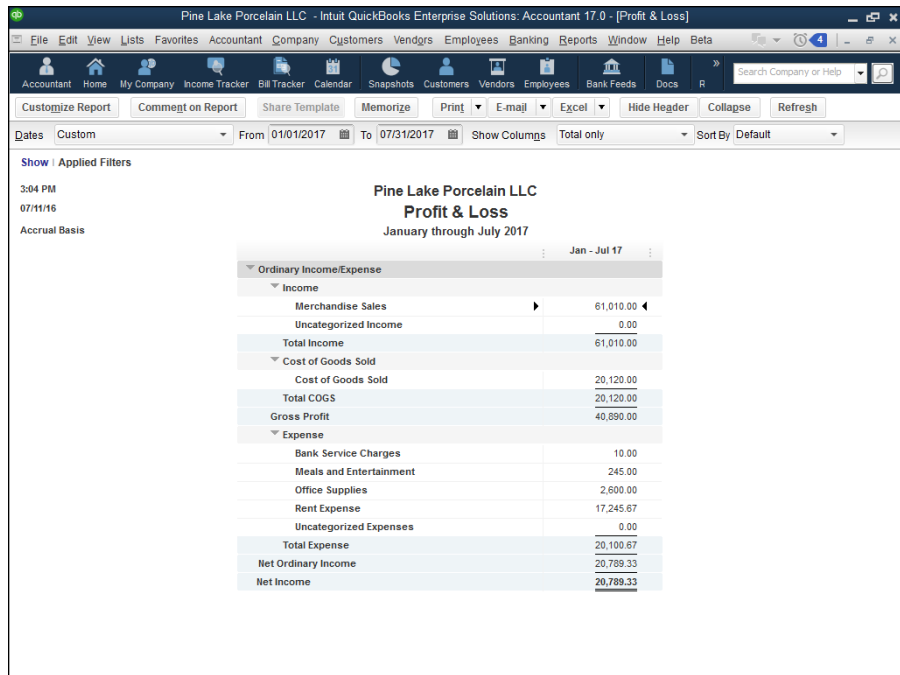 qb Pine Lake Porcelain LLC - Intuit QuickBooks Enterprise Solutions: Accountant 17.0 - [Profit & Loss]
File Edit View Lists Favorites Accountant Company Customers Vendors Employees Banking Reports Window Help Beta 4
Accountant Home My Company Income Tracker Bill Tracker Calendar Snapshots Customers Vendors Employees Bank Feeds Docs R » Search Company or Help
Customize Report Comment on Report Share Template Memorize Print E-mail Excel Hide Header Collapse Refresh
Dates Custom From 01/01/2017 To 07/31/2017 Show Columns Total only Sort By Default
Show | Applied Filters
3:04 PM
07/11/16
Accrual Basis
Pine Lake Porcelain LLC
Profit & Loss
January through July 2017
Jan - Jul 17
Ordinary Income/Expense
Income
Merchandise Sales 61,010.00
Uncategorized Income 0.00
Total Income 61,010.00
Cost of Goods Sold
Cost of Goods Sold 20,120.00
Total COGS 20,120.00
Gross Profit 40,890.00
Expense
Bank Service Charges 10.00
Meals and Entertainment 245.00
Office Supplies 2,600.00
Rent Expense 17,245.67
Uncategorized Expenses 0.00
Total Expense 20,100.67
Net Ordinary Income 20,789.33
Net Income 20,789.33